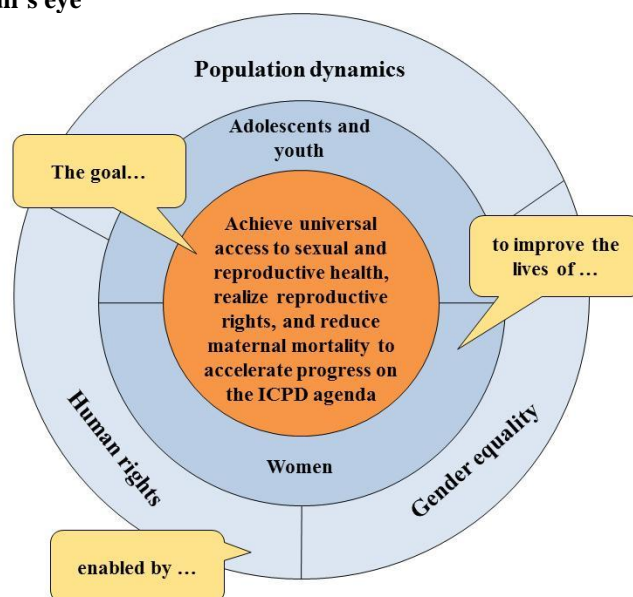 's eye
Population dynamics
Adolescents and
youth
The goal…
Achieve universal
access to sexual and
reproductive health,
realize reproductive
rights, and reduce
maternal mortality to
accelerate progress on
the ICPD agenda
to improve the
lives of …
Human rights
Gender equality
Women
enabled by …